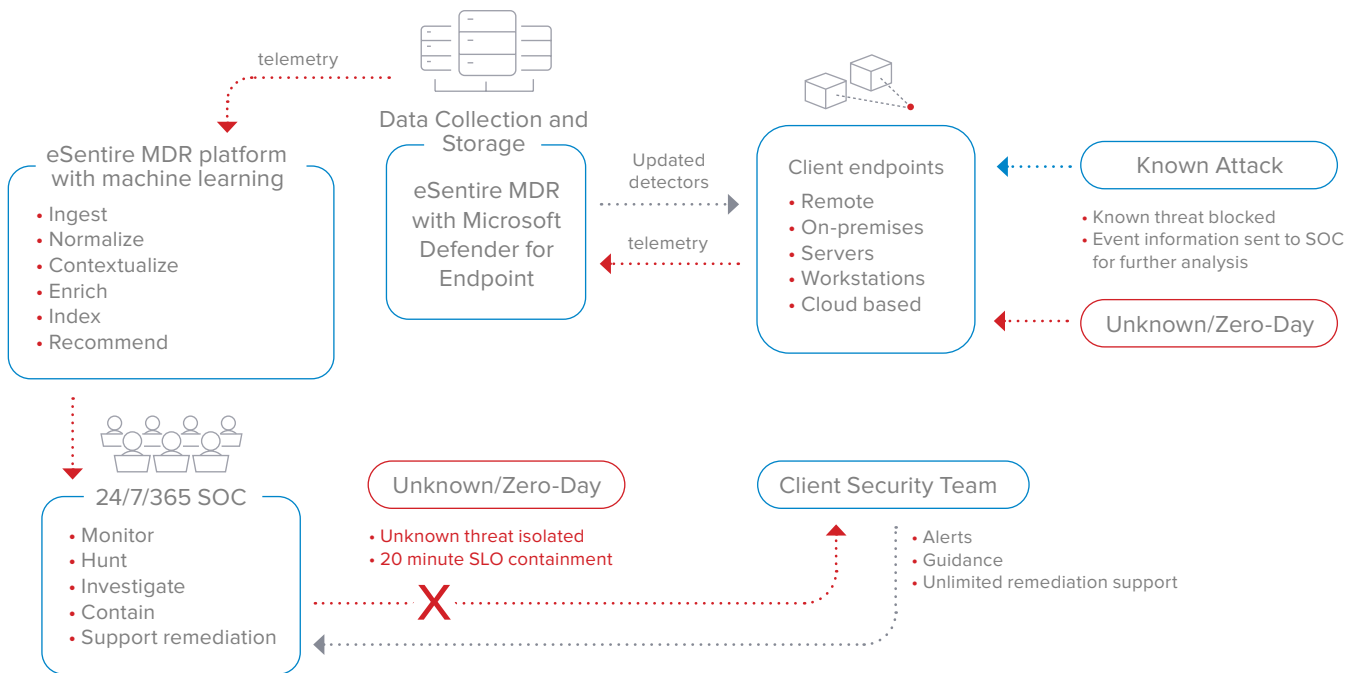 telemetry
Data Collection and
Storage
eSentire MDR
with Microsoft
Defender for
Endpoint
eSentire MDR platform
with machine learning
• Ingest
• Normalize
• Contextualize
• Enrich
• Index
• Recommend
Updated
detectors
telemetry
Client endpoints
• Remote
• On-premises
• Servers
• Workstations
• Cloud based
Known Attack
• Known threat blocked
• Event information sent to SOC
for further analysis
Unknown/Zero-Day
24/7/365 SOC
• Monitor
• Hunt
• Investigate
• Contain
• Support remediation
Unknown/Zero-Day
• Unknown threat isolated
• 20 minute SLO containment
X
Client Security Team
• Alerts
• Guidance
• Unlimited remediation support